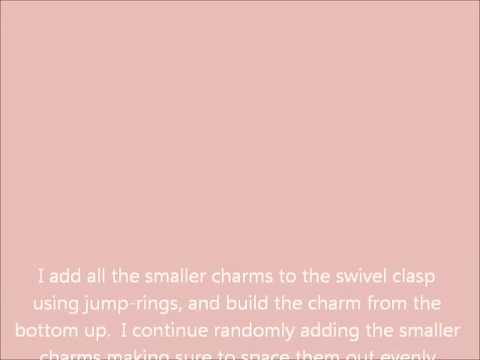 I add all the smaller charms to the swivel clasp
using jump-rings, and build the charm from the
bottom up.  I continue randomly adding the smaller
charms making sure to space them out evenly